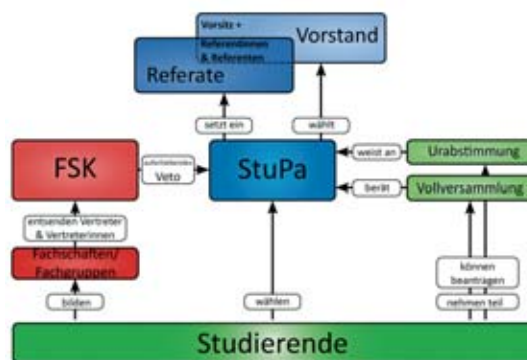 Vorsitz +
Vorstand
Referentinnen
& Referenten
Referate
setzt ein
wählt
FSK
aufschiebendes
Veto
StuPa
weist an
Urabstimmung
berät
Vollversammlung
entsenden Vertreter
& Vertreterinnen
Fachschaften/
Fachgruppen
können
beantragen
bilden
wählen
nehmen teil
Studierende